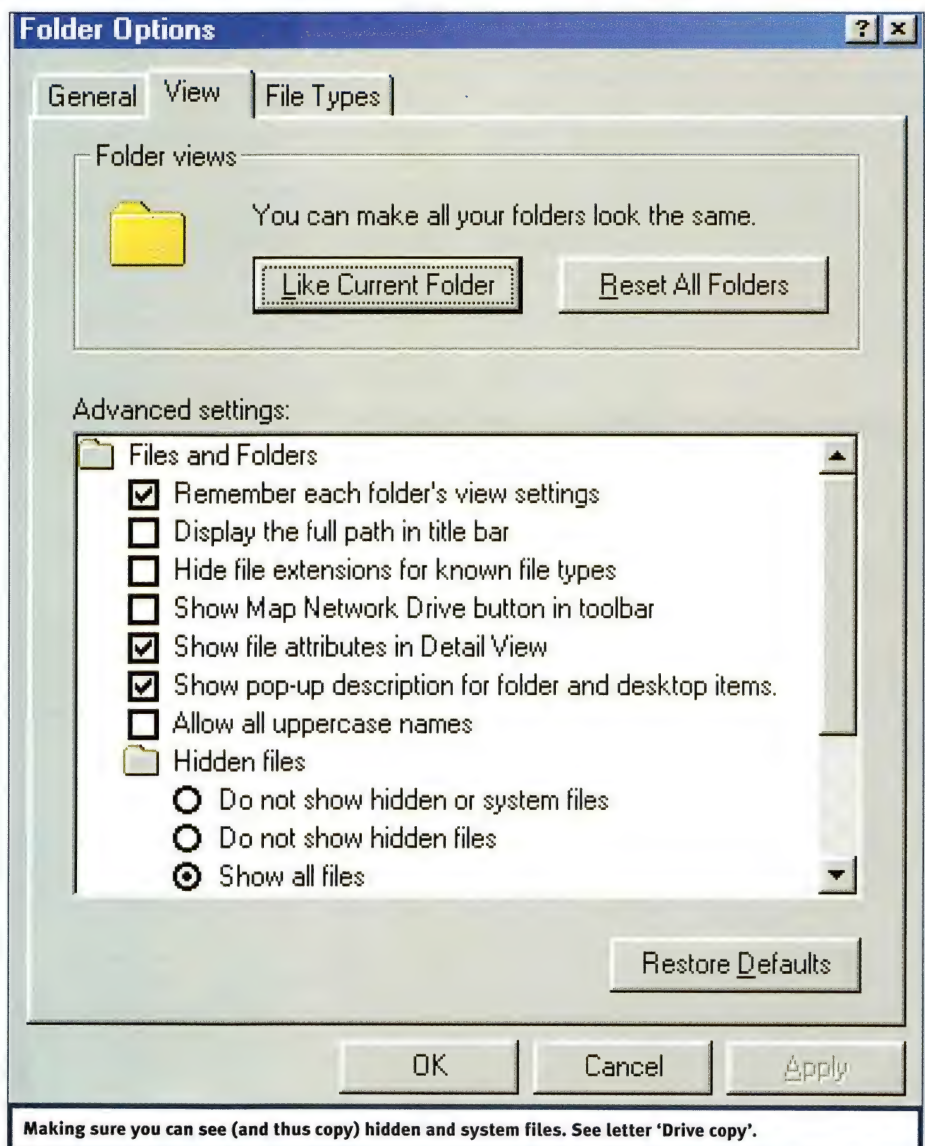 Folder Options
General View File Types
Folder views
You can make all your folders look the same.
Like Current Folder Reset All Folders
Advanced settings:
Files and Folders
Remember each folder's view settings
Display the full path in title bar
Hide file extensions for known file types
Show Map Network Drive button in toolbar
Show file attributes in Detail View
Show pop-up description for folder and desktop items.
Allow all uppercase names
Hidden files
Do not show hidden or system files
Do not show hidden files
Show all files
Restore Defaults
OK Cancel Apply
Making sure you can see (and thus copy) hidden and system files. See letter ‘Drive copy’.